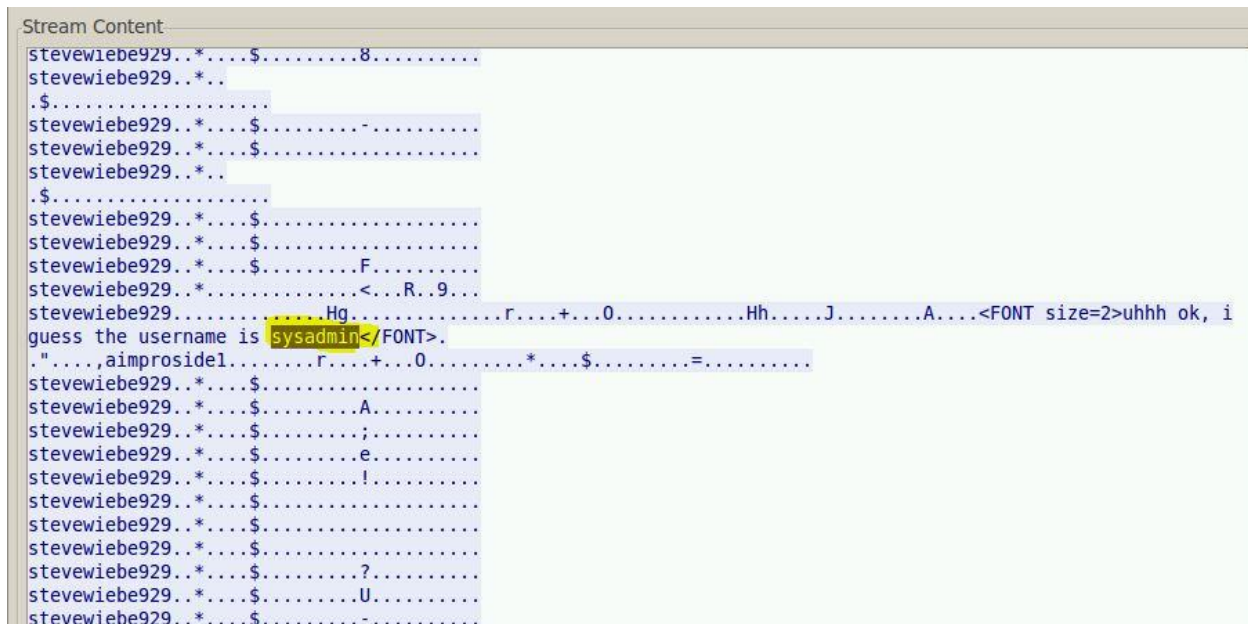 Stream Content
stevewiebe929..*....$.........8..........
stevewiebe929..*..
.$....................
stevewiebe929..*....$.........-..........
stevewiebe929..*....$....................
stevewiebe929..*..
.$....................
stevewiebe929..*....$....................
stevewiebe929..*....$....................
stevewiebe929..*....$.........F..........
stevewiebe929..*..............<...R..9...
stevewiebe929..............Hg..............r....+...O............Hh.....J........A....<FONT size=2>uhhh ok, i
guess the username is sysadmin</FONT>.
."....,aimproside1........r....+...O.........*....$.........=..........
stevewiebe929..*....$....................
stevewiebe929..*....$.........A..........
stevewiebe929..*....$.........;..........
stevewiebe929..*....$.........e..........
stevewiebe929..*....$.........!..........
stevewiebe929..*....$....................
stevewiebe929..*....$....................
stevewiebe929..*....$....................
stevewiebe929..*....$.........?..........
stevewiebe929..*....$.........U..........
stevewiebe929..*....$.........-..........